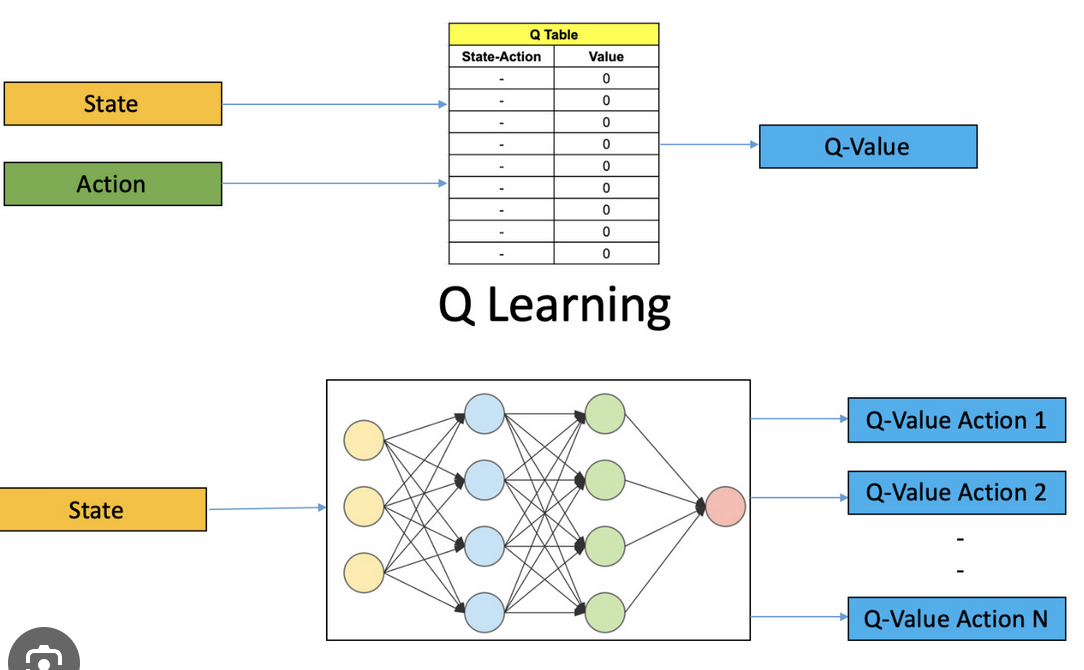 Q Table
State-Action Value
- 0
- 0
- 0
- 0
- 0
- 0
- 0
- 0
- 0
State
Action
Q-Value
Q Learning
State
Q-Value Action 1
Q-Value Action 2
-
-
Q-Value Action N